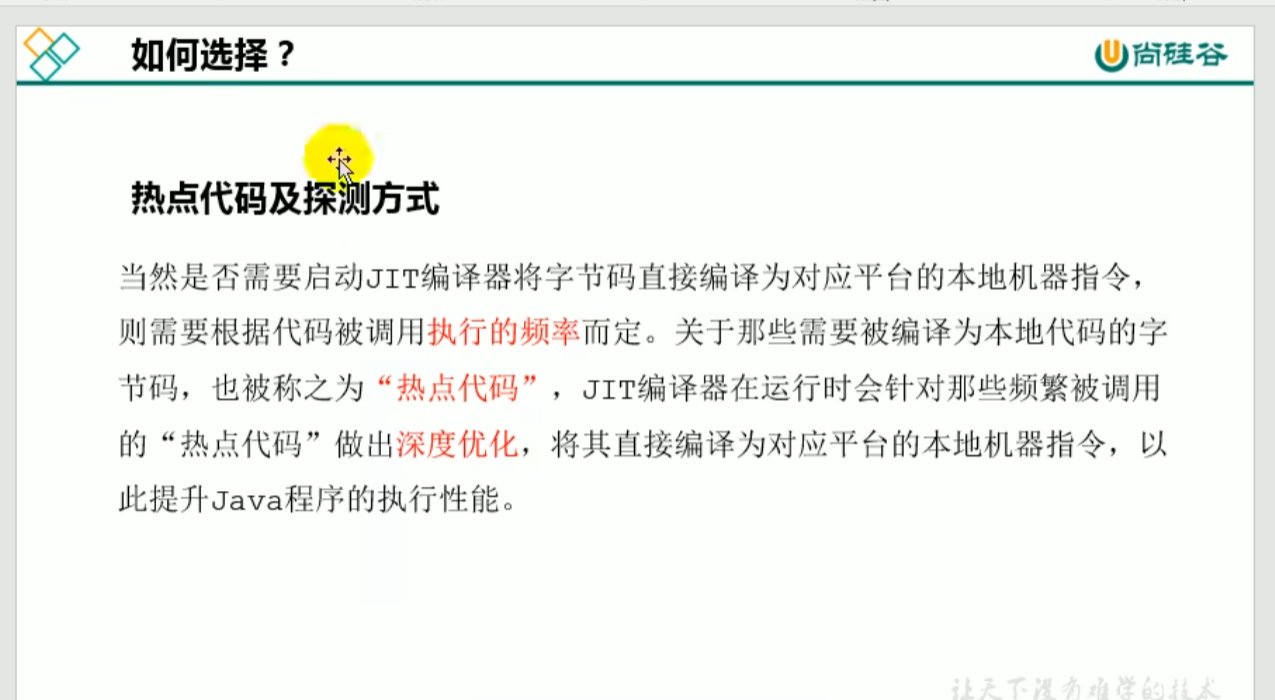 如何选择？
尚硅谷
热点代码及探测方式
当然是否需要启动JIT编译器将字节码直接编译为对应平台的本地机器指令，
则需要根据代码被调用执行的频率而定。关于那些需要被编译为本地代码的字
节码，也被称之为“热点代码”，JIT编译器在运行时会针对那些频繁被调用
的“热点代码”做出深度优化，将其直接编译为对应平台的本地机器指令，以
此提升Java程序的执行性能。
让天下没有难学的技术